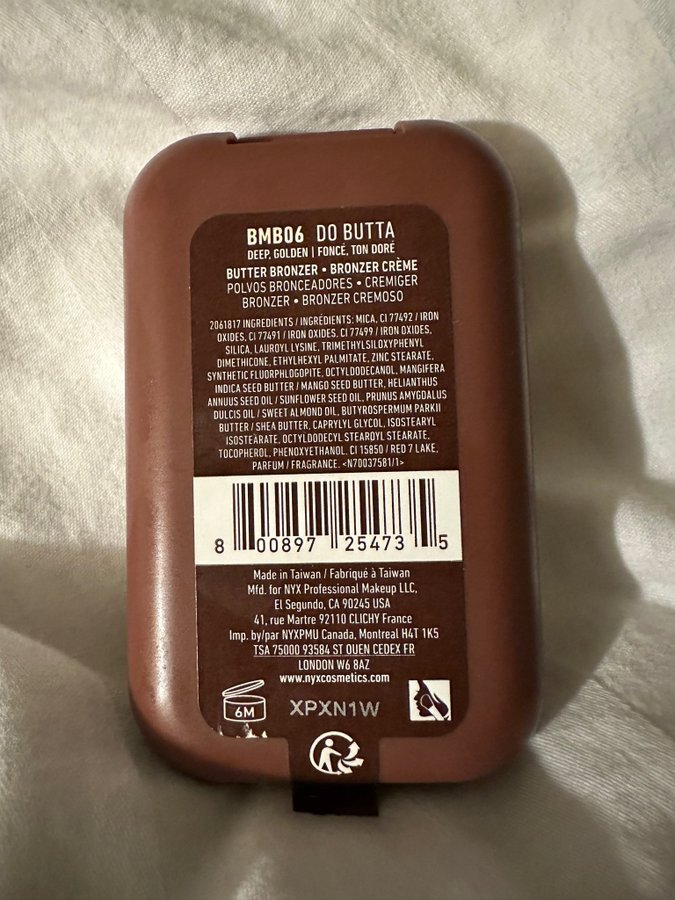 BMB06 DO BUTTA
DEEP, GOLDEN | FONCÉ, TON DORÉ
BUTTER BRONZER • BRONZER CRÈME
POLVOS BRONCEADORES • CREMIGER
BRONZER • BRONZER CREMOSO
2061817 INGREDIENTS / INGRÉDIENTS: MICA, CI 77492 / IRON
OXIDES, CI 77491 / IRON OXIDES, CI 77499 / IRON OXIDES,
SILICA, LAUROYL LYSINE, TRIMETHYLSILOXYPHENYL
DIMETHICONE, ETHYLHEXYL PALMITATE, ZINC STEARATE,
SYNTHETIC FLUORPHLOGOPITE, OCTYLDODECANOL, MANGIFERA
INDICA SEED BUTTER / MANGO SEED BUTTER, HELIANTHUS
ANNUUS SEED OIL / SUNFLOWER SEED OIL, PRUNUS AMYGDALUS
DULCIS OIL / SWEET ALMOND OIL, BUTYROSPERMUM PARKII
BUTTER / SHEA BUTTER, CAPRYLYL GLYCOL, ISOSTEARYL
ISOSTEARATE, OCTYLDODECYL STEAROYL STEARATE,
TOCOPHEROL, PHENOXYETHANOL. CI 15850 / RED 7 LAKE,
PARFUM / FRAGRANCE. <N70037581/1>
8 00897 25473 5
Made in Taiwan / Fabriqué à Taiwan
Mfd. for NYX Professional Makeup LLC,
El Segundo, CA 90245 USA
41, rue Martre 92110 CLICHY France
Imp. by/par NYXPMU Canada, Montreal H4T 1K5
TSA 75000 93584 ST OUEN CEDEX FR
LONDON W6 8AZ
www.nyxcosmetics.com
6M
XPXN1W